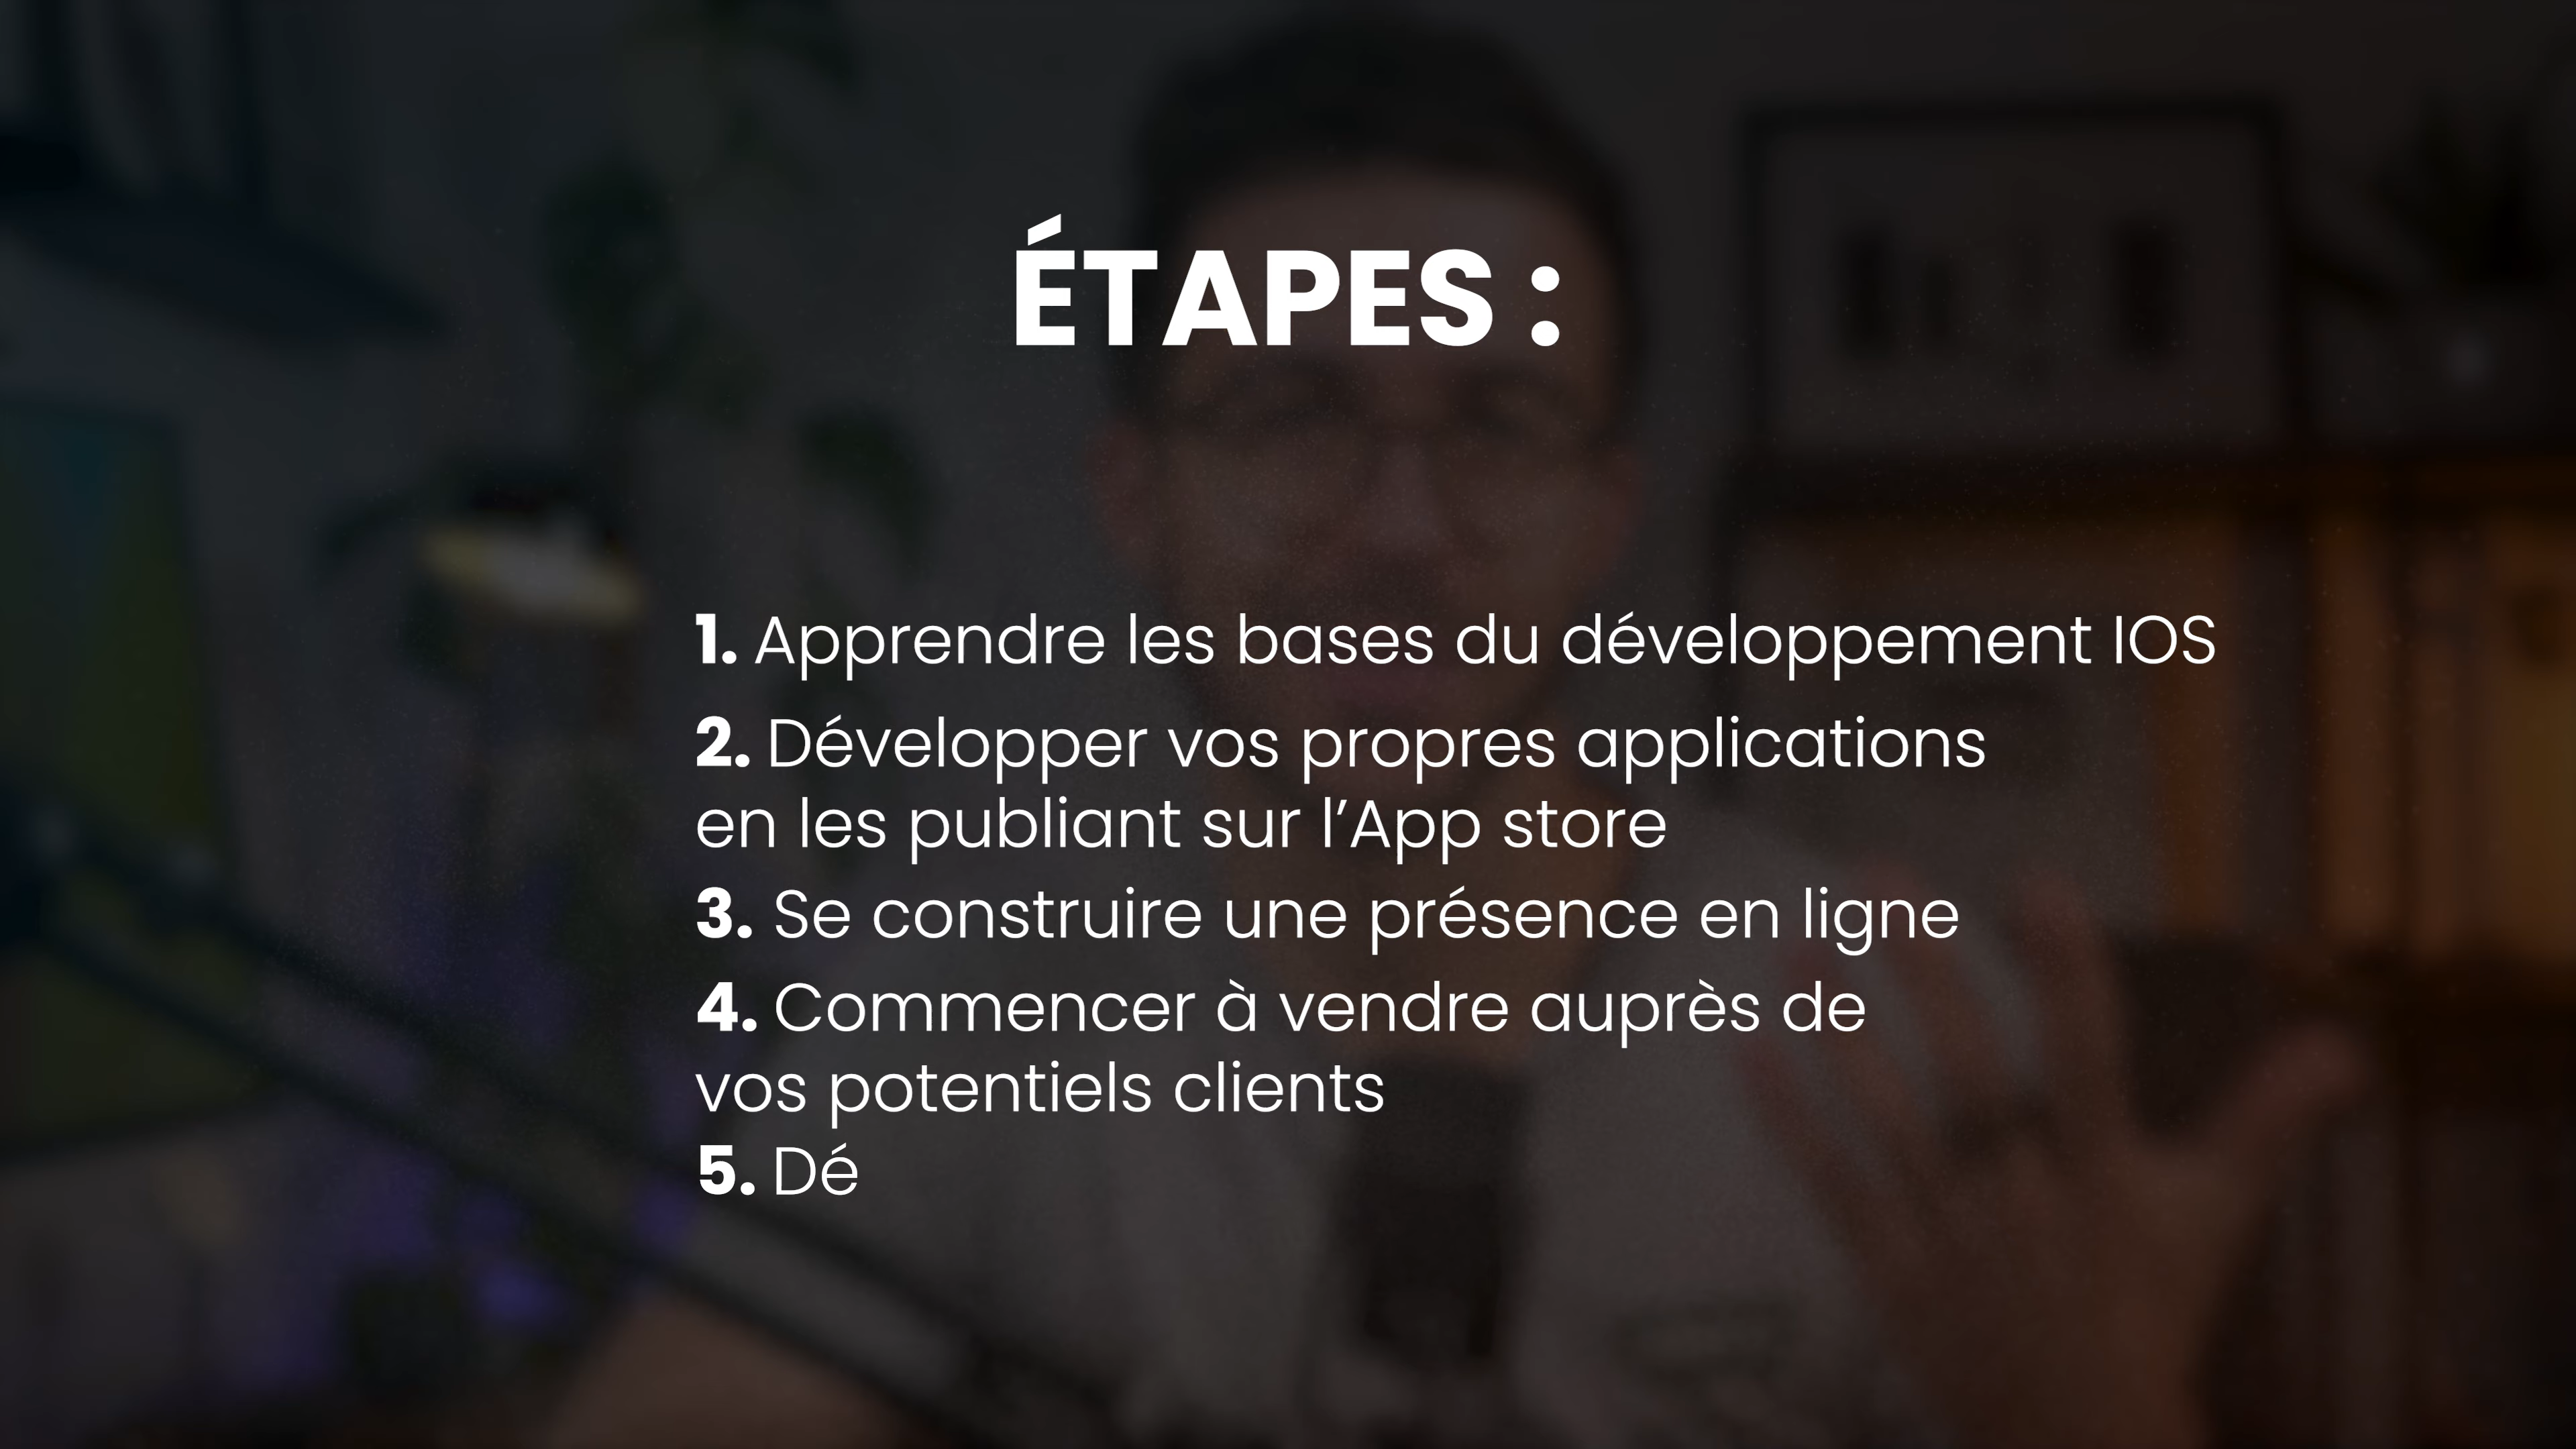 ÉTAPES :
1. Apprendre les bases du développement IOS
2. Développer vos propres applications
en les publiant sur l’App store
3. Se construire une présence en ligne
4. Commencer à vendre auprès de
vos potentiels clients
5. Dé